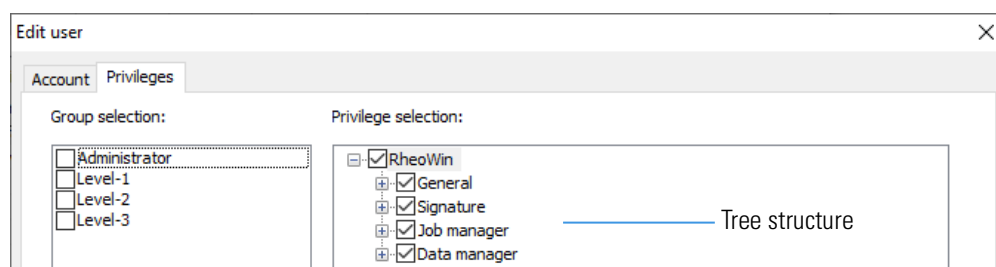 Edit user
Account Privileges
Group selection: Privilege selection:
Administrator
Level-1
Level-2
Level-3
RheoWin
General
Signature
Job manager
Data manager
Tree structure